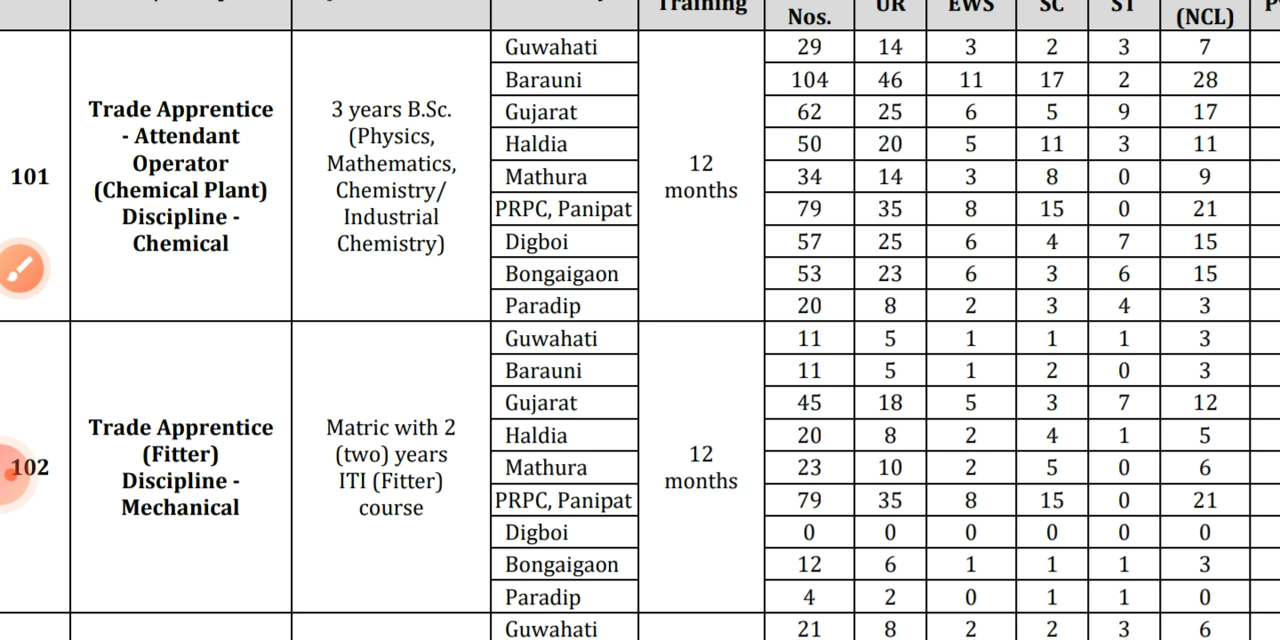 Training Nos. UR EWS SC ST (NCL)
Guwahati 29 14 3 2 3 7
Barauni 104 46 11 17 2 28
Trade Apprentice 3 years B.Sc. Gujarat 62 25 6 5 9 17
- Attendant (Physics,
Operator Mathematics, Haldia 50 20 5 11 3 11
101 (Chemical Plant) Chemistry/ 12 months Mathura 34 14 3 8 0 9
Discipline - Industrial PRPC, Panipat 79 35 8 15 0 21
Chemical Chemistry) Digboi 57 25 6 4 7 15
Bongaigaon 53 23 6 3 6 15
Paradip 20 8 2 3 4 3
Guwahati 11 5 1 1 1 3
Barauni 11 5 1 2 0 3
Gujarat 45 18 5 3 7 12
Trade Apprentice Matric with 2 Haldia 20 8 2 4 1 5
(Fitter) (two) years
102 Discipline - ITI (Fitter) 12 months Mathura 23 10 2 5 0 6
Mechanical course PRPC, Panipat 79 35 8 15 0 21
Digboi 0 0 0 0 0 0
Bongaigaon 12 6 1 1 1 3
Paradip 4 2 0 1 1 0
Guwahati 21 8 2 2 3 6